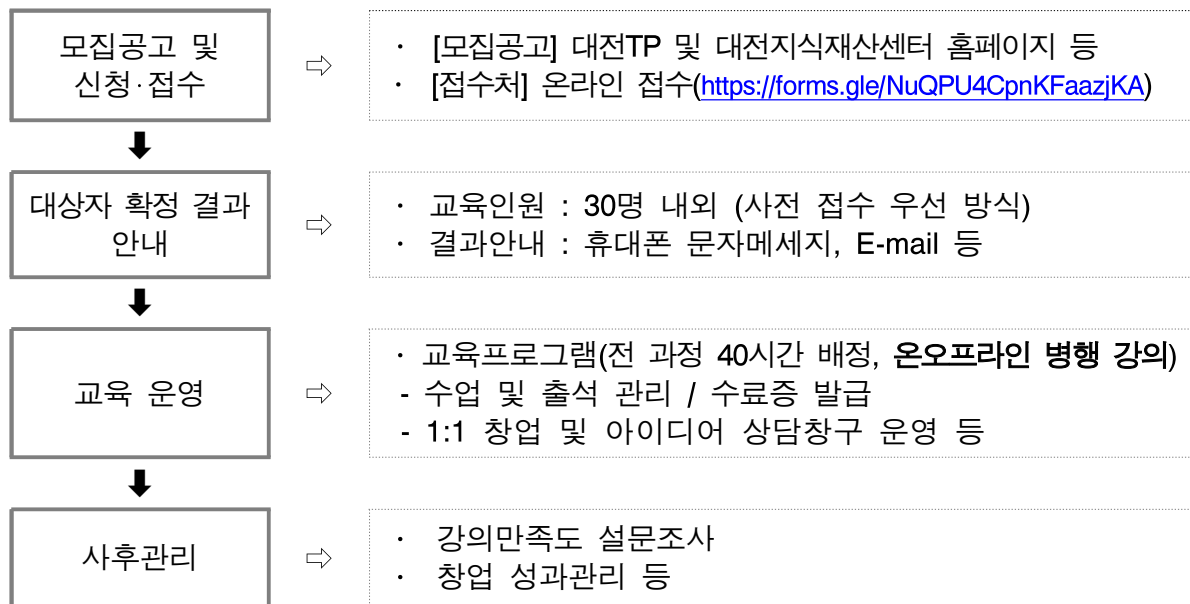 모집공고 및
신청·접수
⇨
· [모집공고] 대전TP 및 대전지식재산센터 홈페이지 등
· [접수처] 온라인 접수(https://forms.gle/NuQPU4CpnKFaazjKA)
대상자 확정 결과
안내
⇨
· 교육인원 : 30명 내외 (사전 접수 우선 방식)
· 결과안내 : 휴대폰 문자메세지, E-mail 등
교육 운영
⇨
· 교육프로그램(전 과정 40시간 배정, 온오프라인 병행 강의)
- 수업 및 출석 관리 / 수료증 발급
- 1:1 창업 및 아이디어 상담창구 운영 등
사후관리
⇨
· 강의만족도 설문조사
· 창업 성과관리 등